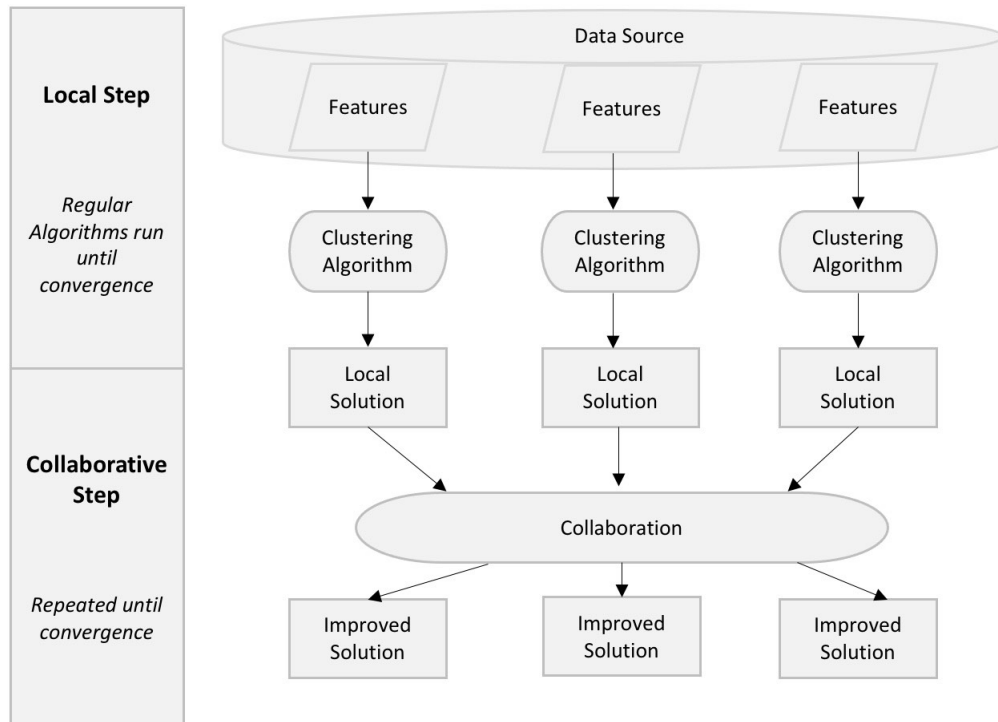 Local Step
Regular
Algorithms run
until
convergence
Collaborative
Step
Repeated until
convergence
Data Source
Features
Features
Features
Clustering
Algorithm
Clustering
Algorithm
Clustering
Algorithm
Local
Solution
Local
Solution
Local
Solution
Collaboration
Improved
Solution
Improved
Solution
Improved
Solution